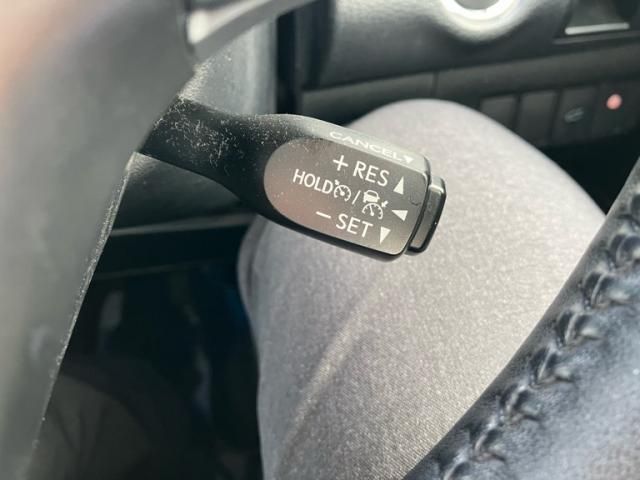 CANCEL
+ RES
HOLD /
− SET